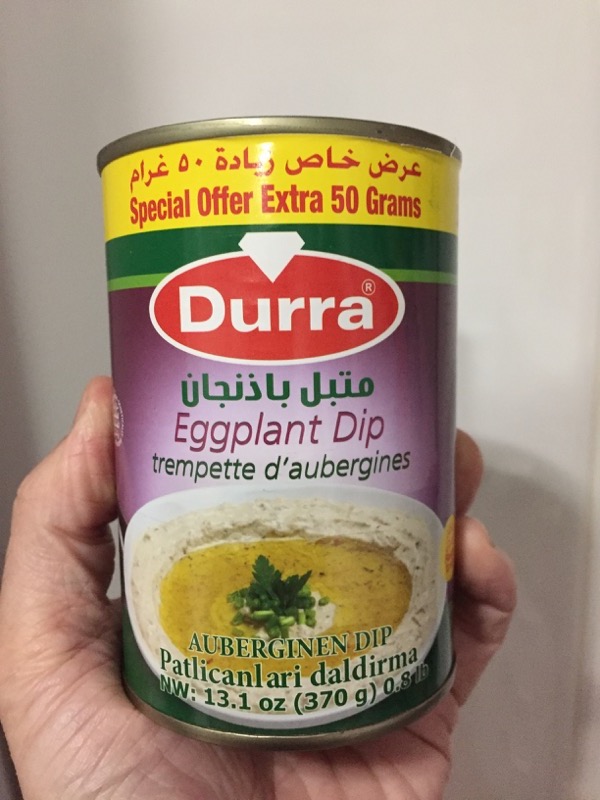 عرض خاص زيادة ٥٠ غرام
Special Offer Extra 50 Grams
Durra®
متبل باذنجان
Eggplant Dip
trempette d'aubergines
AUBERGINEN DIP
Patlicanlari daldirma
NW: 13.1 oz (370 g) 0.8 lb